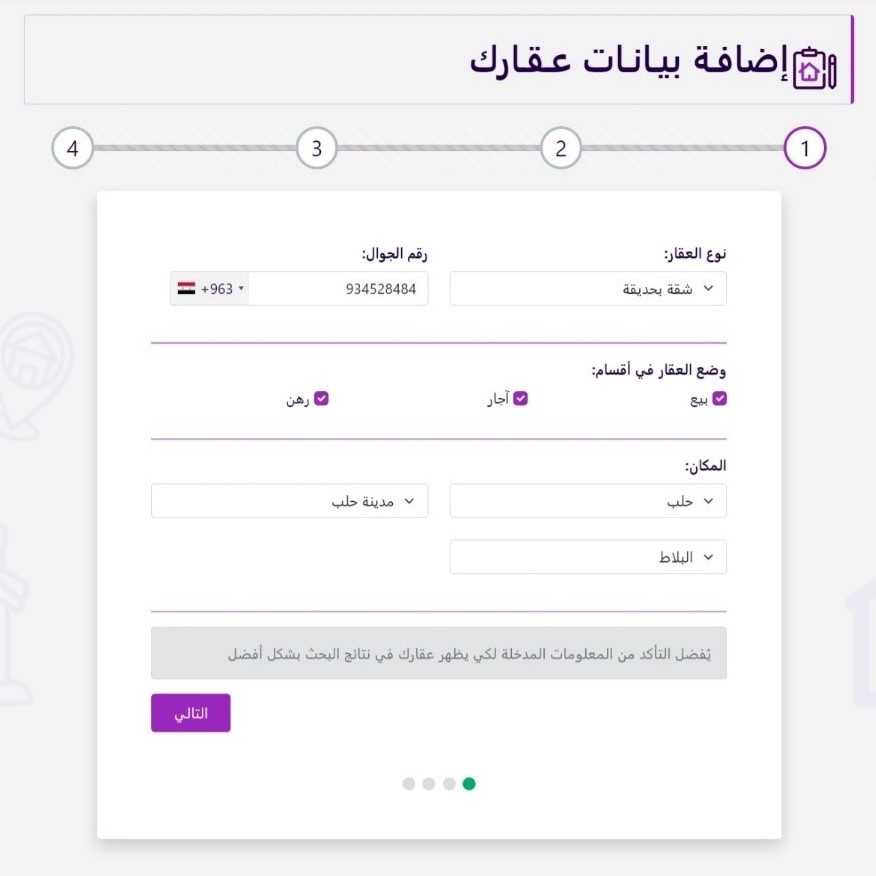 إضافة بيانات عقارك
1 2 3 4
نوع العقار: رقم الجوال:
شقة بحديقة 934528484 +963
وضع العقار في أقسام:
بيع آجار رهن
المكان:
حلب مدينة حلب
البلاط
يُفضل التأكد من المعلومات المدخلة لكي يظهر عقارك في نتائج البحث بشكل أفضل
التالي